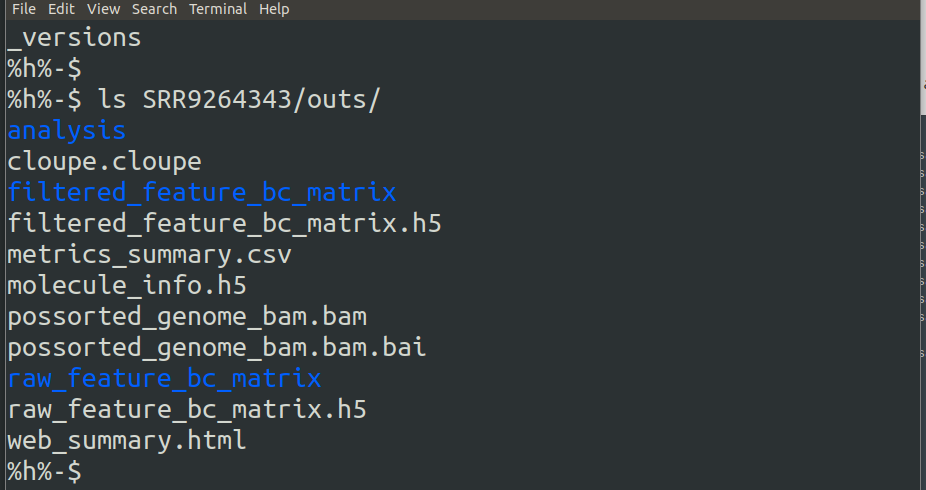 File Edit View Search Terminal Help
_versions
%h%-$
%h%-$ ls SRR9264343/outs/
analysis
cloupe.cloupe
filtered_feature_bc_matrix
filtered_feature_bc_matrix.h5
metrics_summary.csv
molecule_info.h5
possorted_genome_bam.bam
possorted_genome_bam.bam.bai
raw_feature_bc_matrix
raw_feature_bc_matrix.h5
web_summary.html
%h%-$